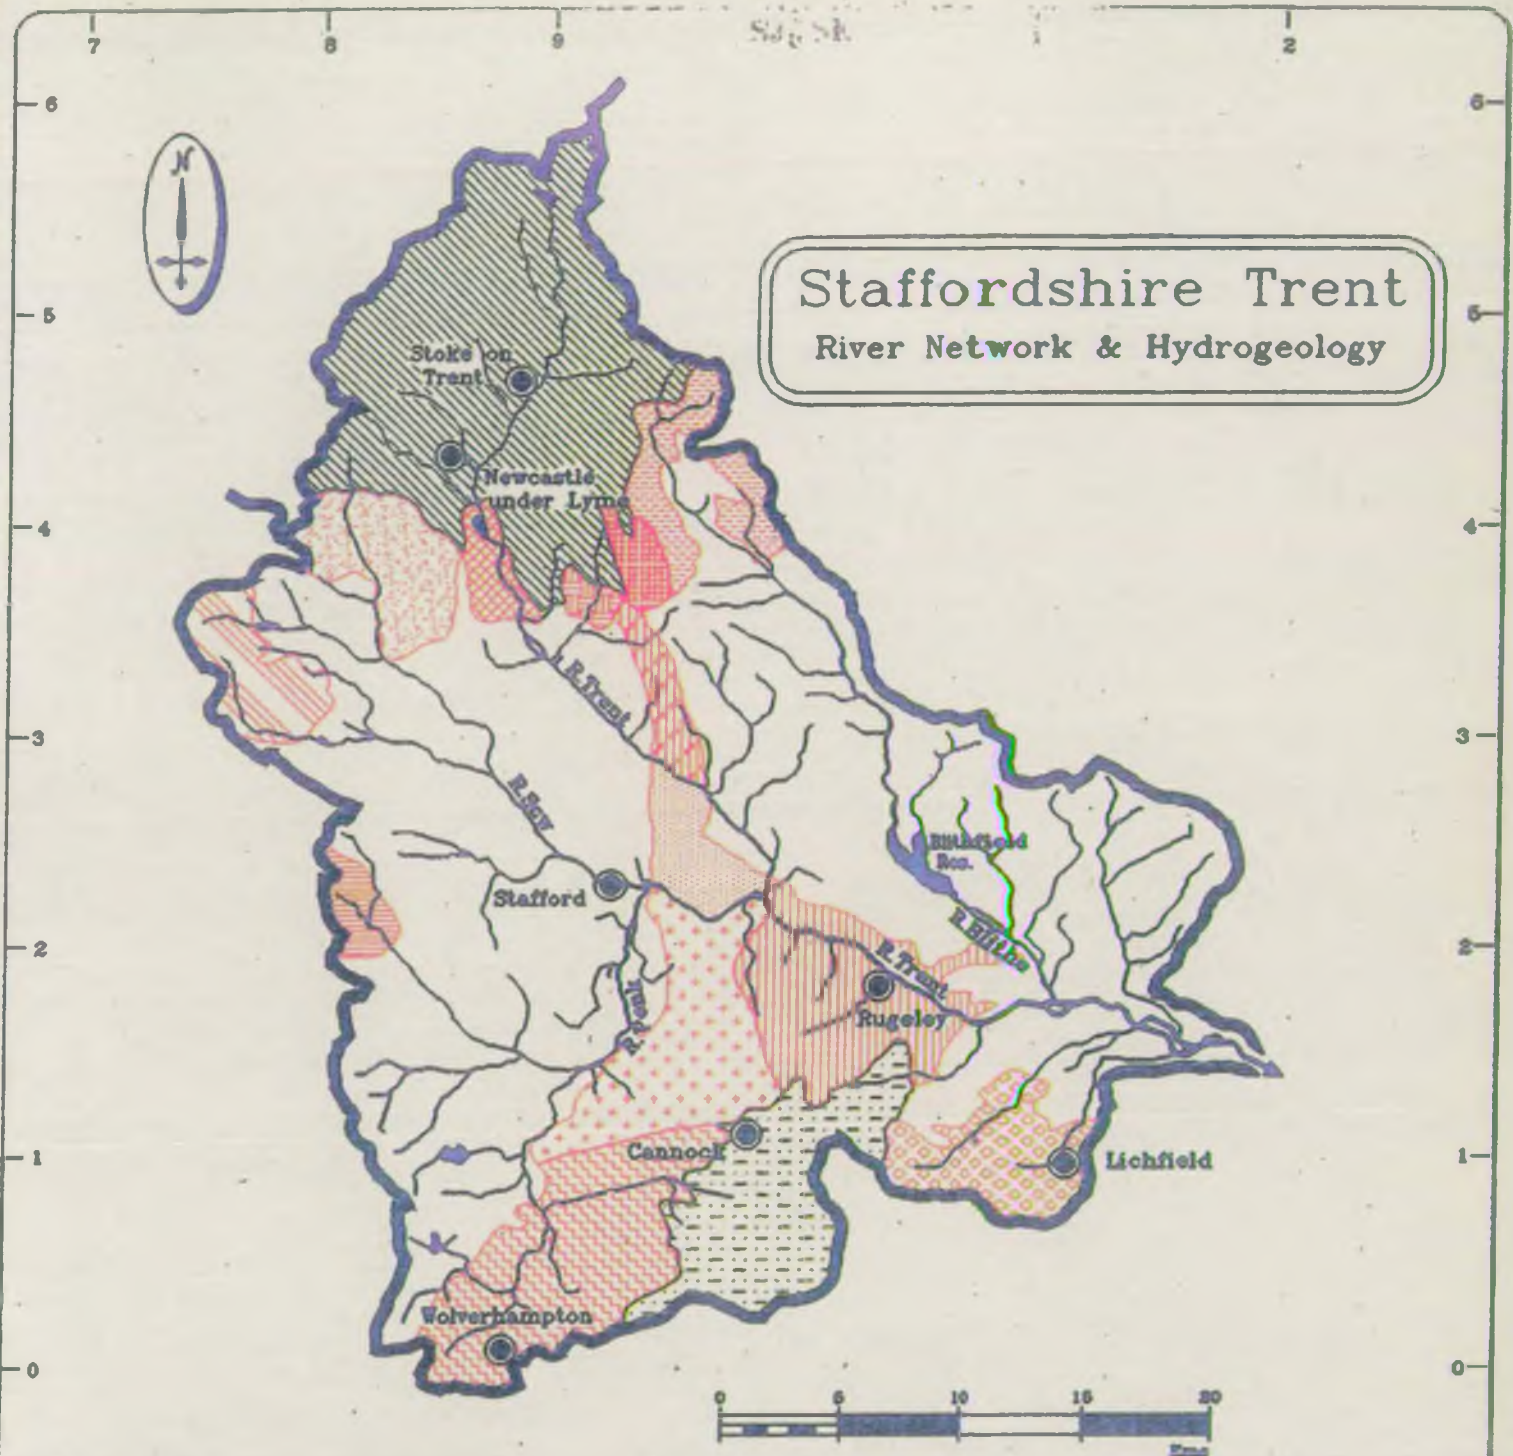 7 8 9 2
6 6
N
Staffordshire Trent
River Network & Hydrogeology
5 5
Stoke on
Trent
Newcastle
under Lyme
4 4
R.Trent
3 3
R.Sow
Blithfield
Res.
Stafford
R.Blithe
2 2
R.Trent
Rugeley
R.Penk
1 1
Cannock
Lichfield
Wolverhampton
0 0
0 5 10 15 20